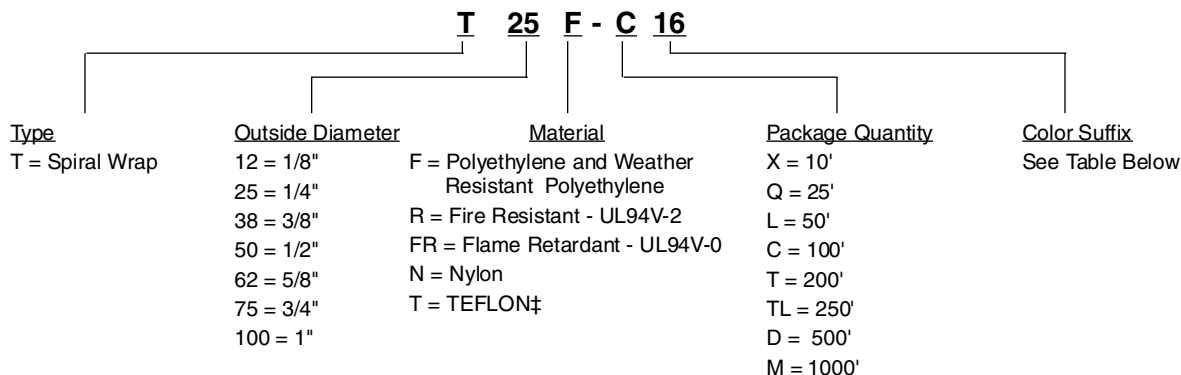 T 25 F - C 16
Type
T = Spiral Wrap
Outside Diameter
12 = 1/8"
25 = 1/4"
38 = 3/8"
50 = 1/2"
62 = 5/8"
75 = 3/4"
100 = 1"
Material
F = Polyethylene and Weather
Resistant Polyethylene
R = Fire Resistant - UL94V-2
FR = Flame Retardant - UL94V-0
N = Nylon
T = TEFLON‡
Package Quantity
X = 10'
Q = 25'
L = 50'
C = 100'
T = 200'
TL = 250'
D = 500'
M = 1000'
Color Suffix
See Table Below